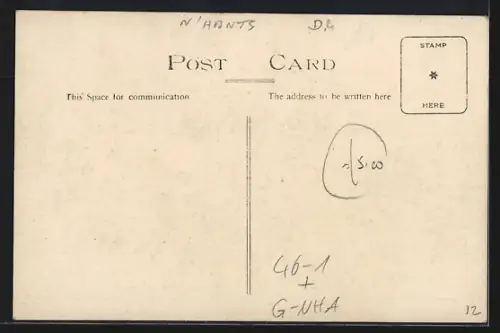 N'HANTS
POST CARD
STAMP
*
HERE
This Space for communication
The address to be written here
5.00
46-1
+
G-NHA
12